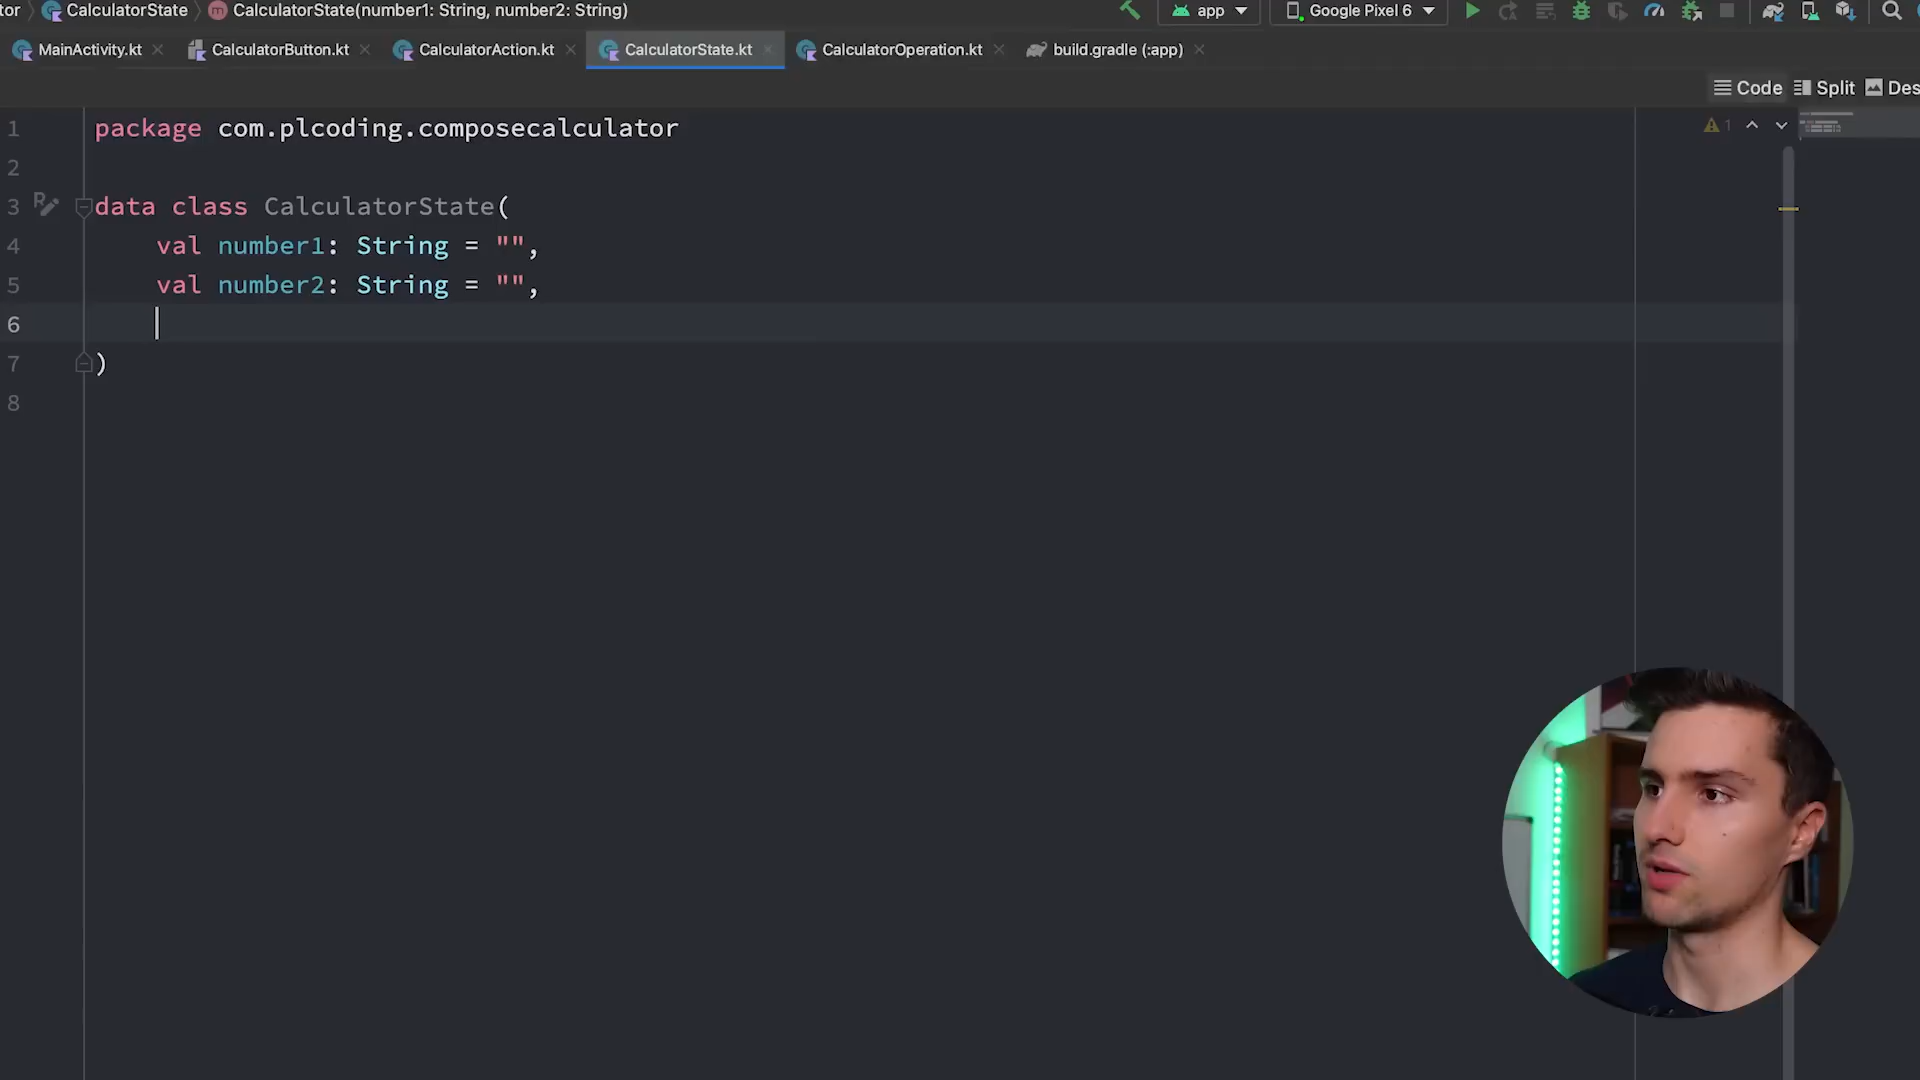 tor CalculatorState CalculatorState(number1: String, number2: String) app Google Pixel 6
MainActivity.kt CalculatorButton.kt CalculatorAction.kt CalculatorState.kt CalculatorOperation.kt build.gradle (:app)
Code Split Des
1 package com.plcoding.composecalculator
1
2
3 data class CalculatorState(
4 val number1: String = "",
5 val number2: String = "",
6
7 )
8